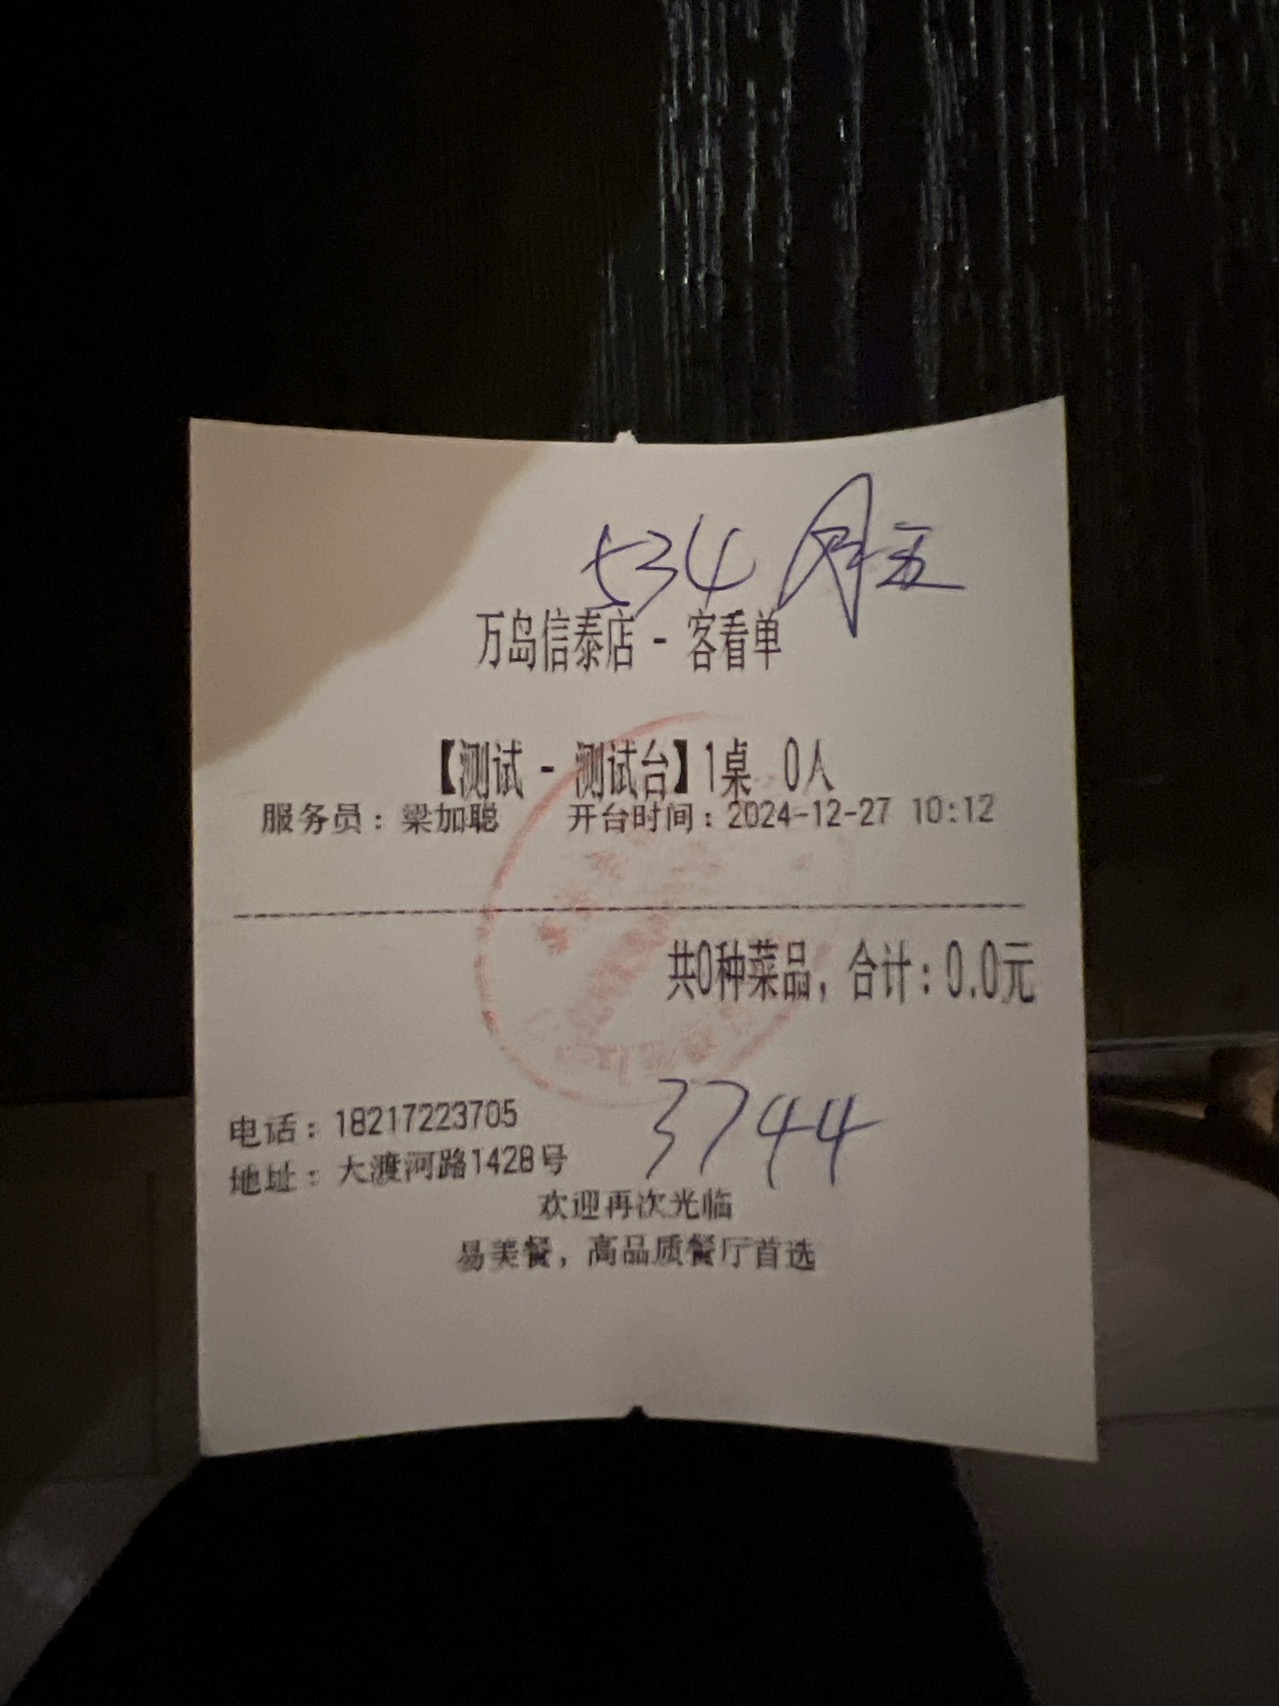 534
万岛信泰店 - 客看单
【测试 - 测试台】1桌 0人
服务员：梁加聪 开台时间：2024-12-27 10:12
共0种菜品，合计：0.0元
3744
电话：18217223705
地址：大渡河路1428号
欢迎再次光临
易美餐，高品质餐厅首选